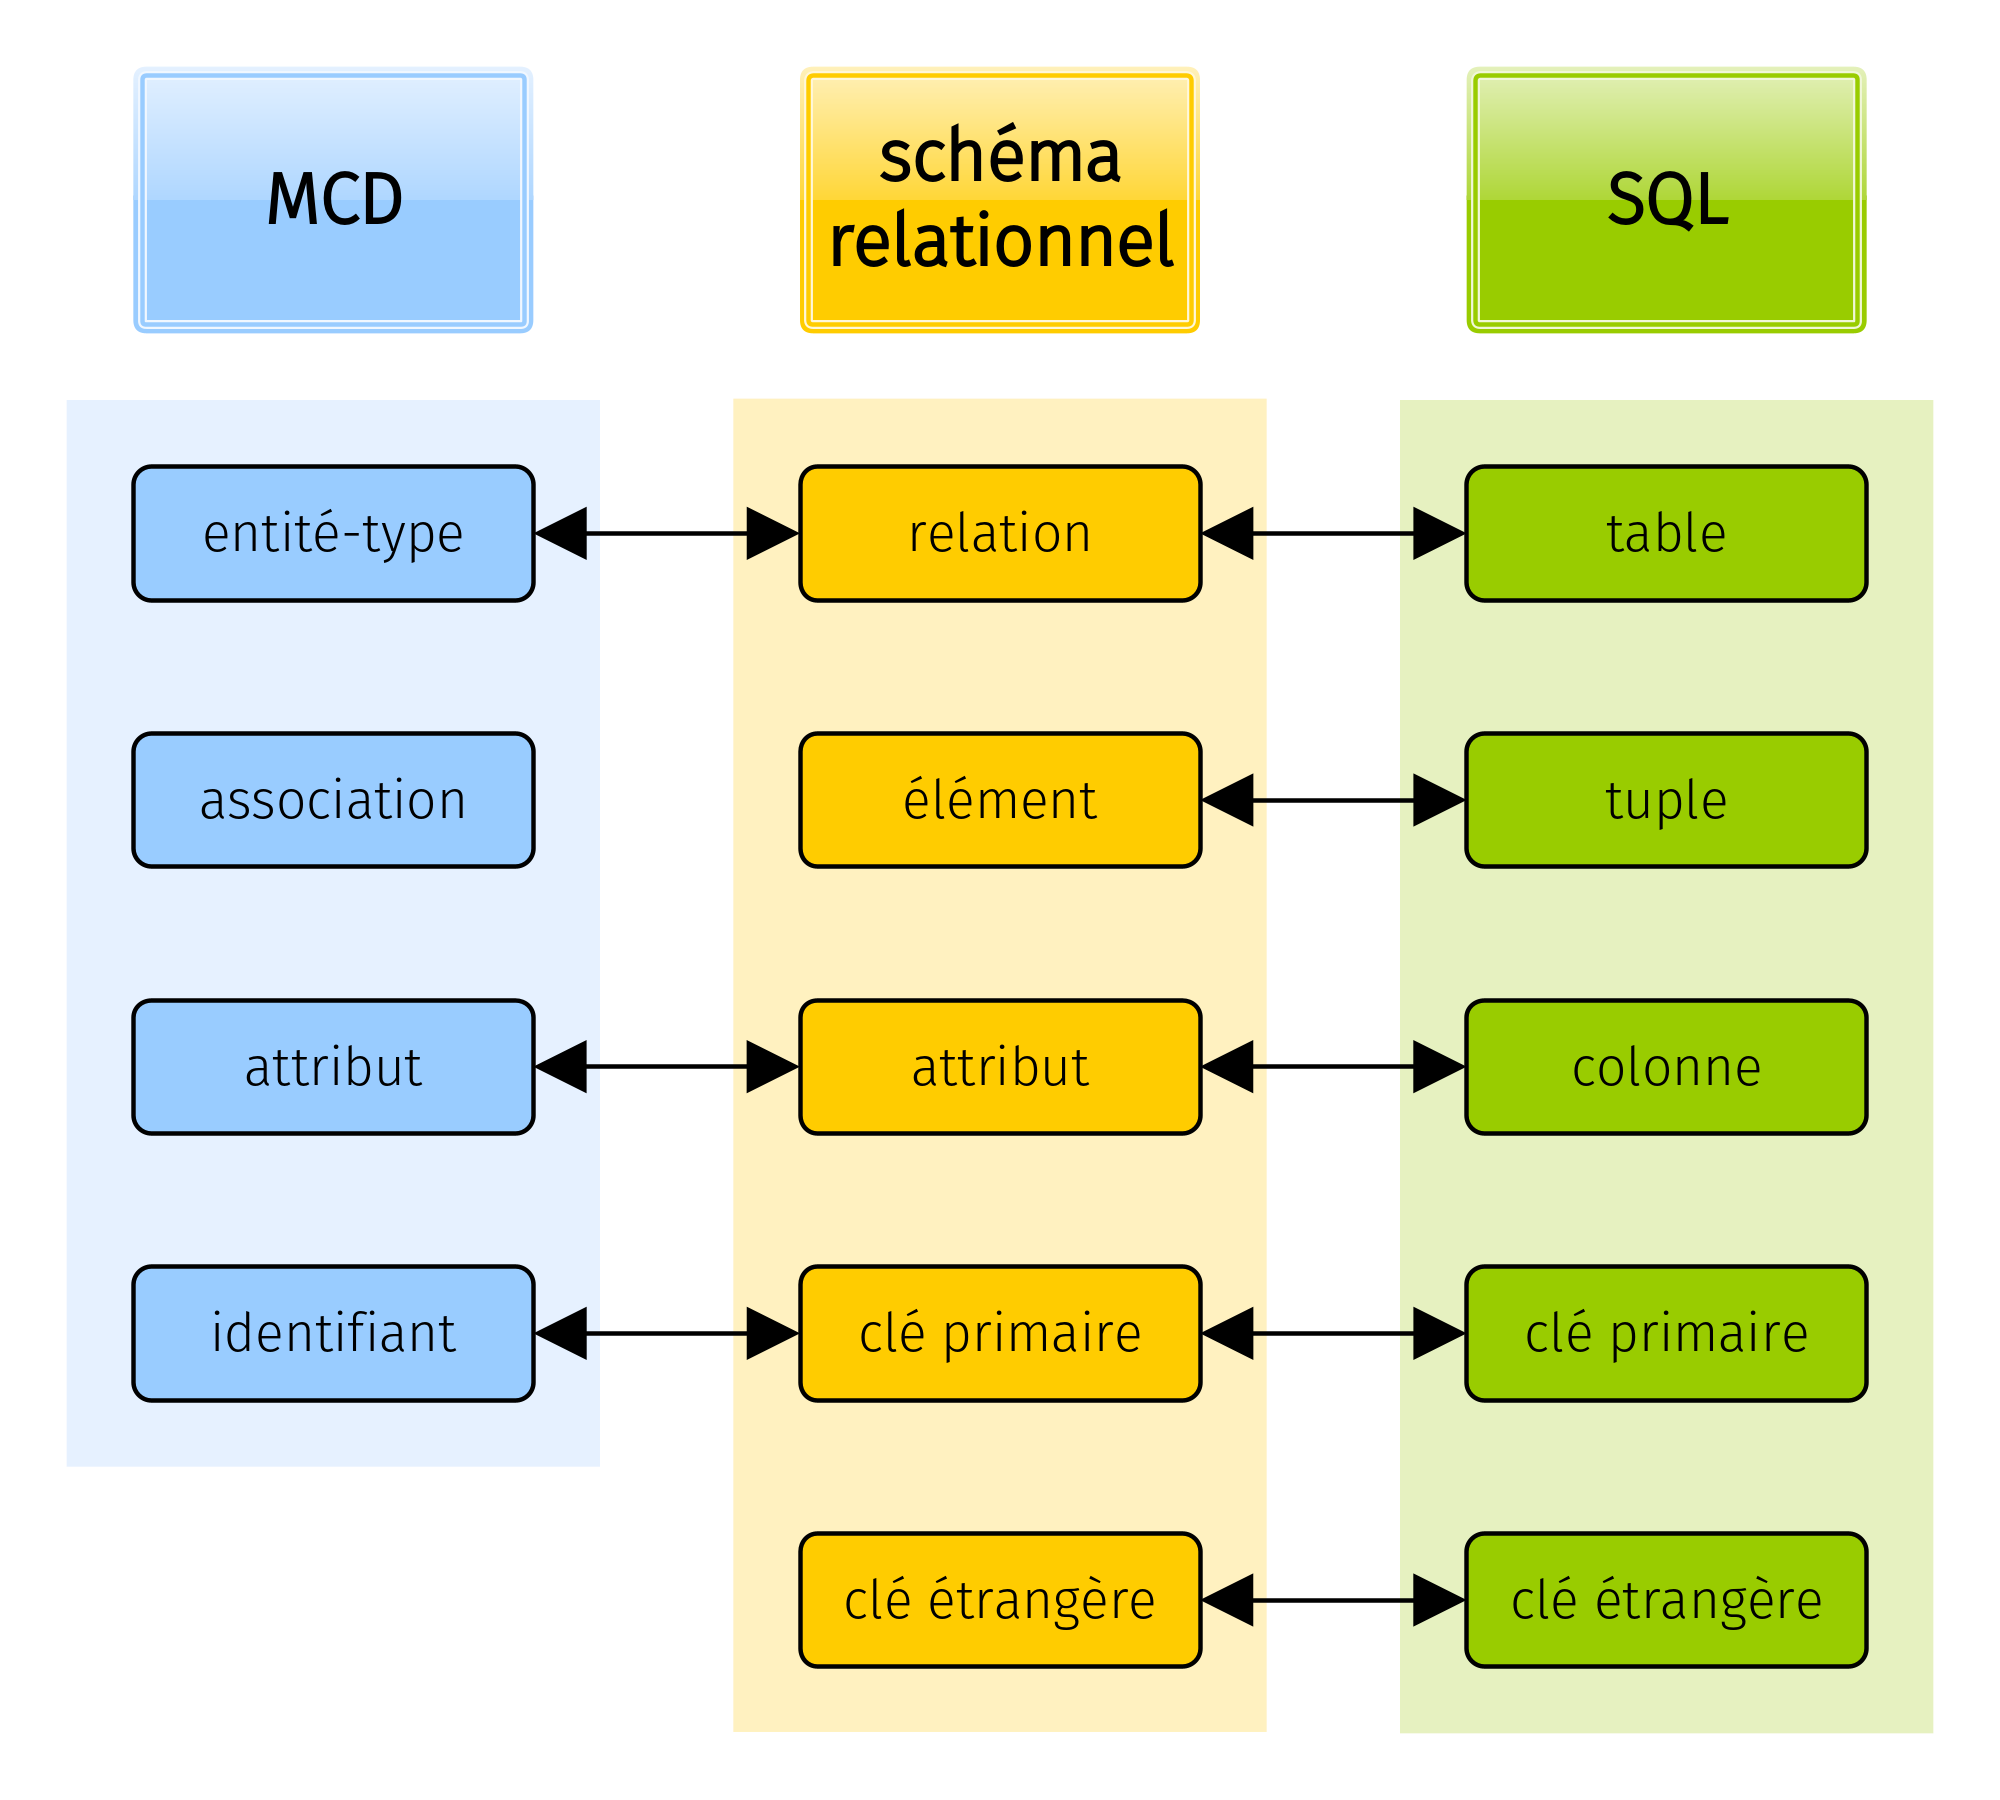 MCD
schéma
relationnel
SQL
entité-type
relation
table
association
élément
tuple
attribut
attribut
colonne
identifiant
clé primaire
clé primaire
clé étrangère
clé étrangère